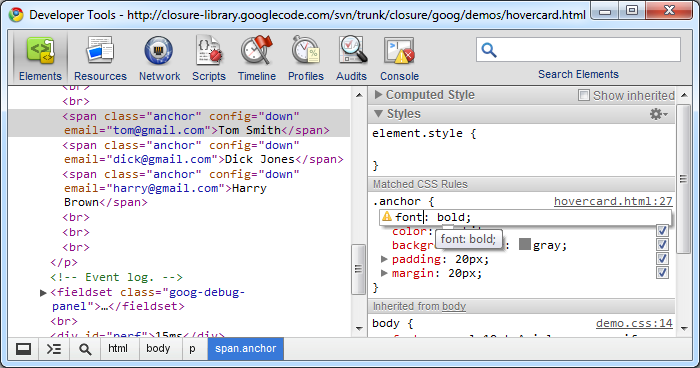 Developer Tools - http://closure-library.googlecode.com/svn/trunk/closure/goog/demos/hovercard.html
Elements Resources Network Scripts Timeline Profiles Audits Console
Search Elements
<br>
<br>
<span class="anchor" config="down"
email="tom@gmail.com">Tom Smith</span>
<span class="anchor" config="down"
email="dick@gmail.com">Dick Jones</span>
<span class="anchor" config="down"
email="harry@gmail.com">Harry
Brown</span>
<br>
<br>
<br>
</p>
<!-- Event log. -->
<fieldset class="goog-debug-
panel">…</fieldset>
<br>
<div id="perf">15ms</div>
Computed Style Show inherited
Styles
element.style {
}
Matched CSS Rules
.anchor { hovercard.html:27
font: bold;
color:
font: bold;
backgr gray;
padding: 20px;
margin: 20px;
}
Inherited from body
body { demo.css:14
html body p span.anchor